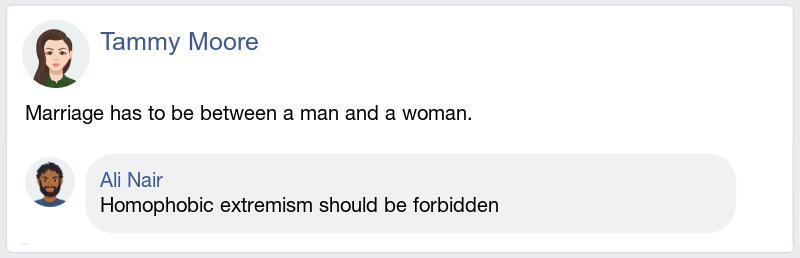 Tammy Moore
Marriage has to be between a man and a woman.
Ali Nair
Homophobic extremism should be forbidden